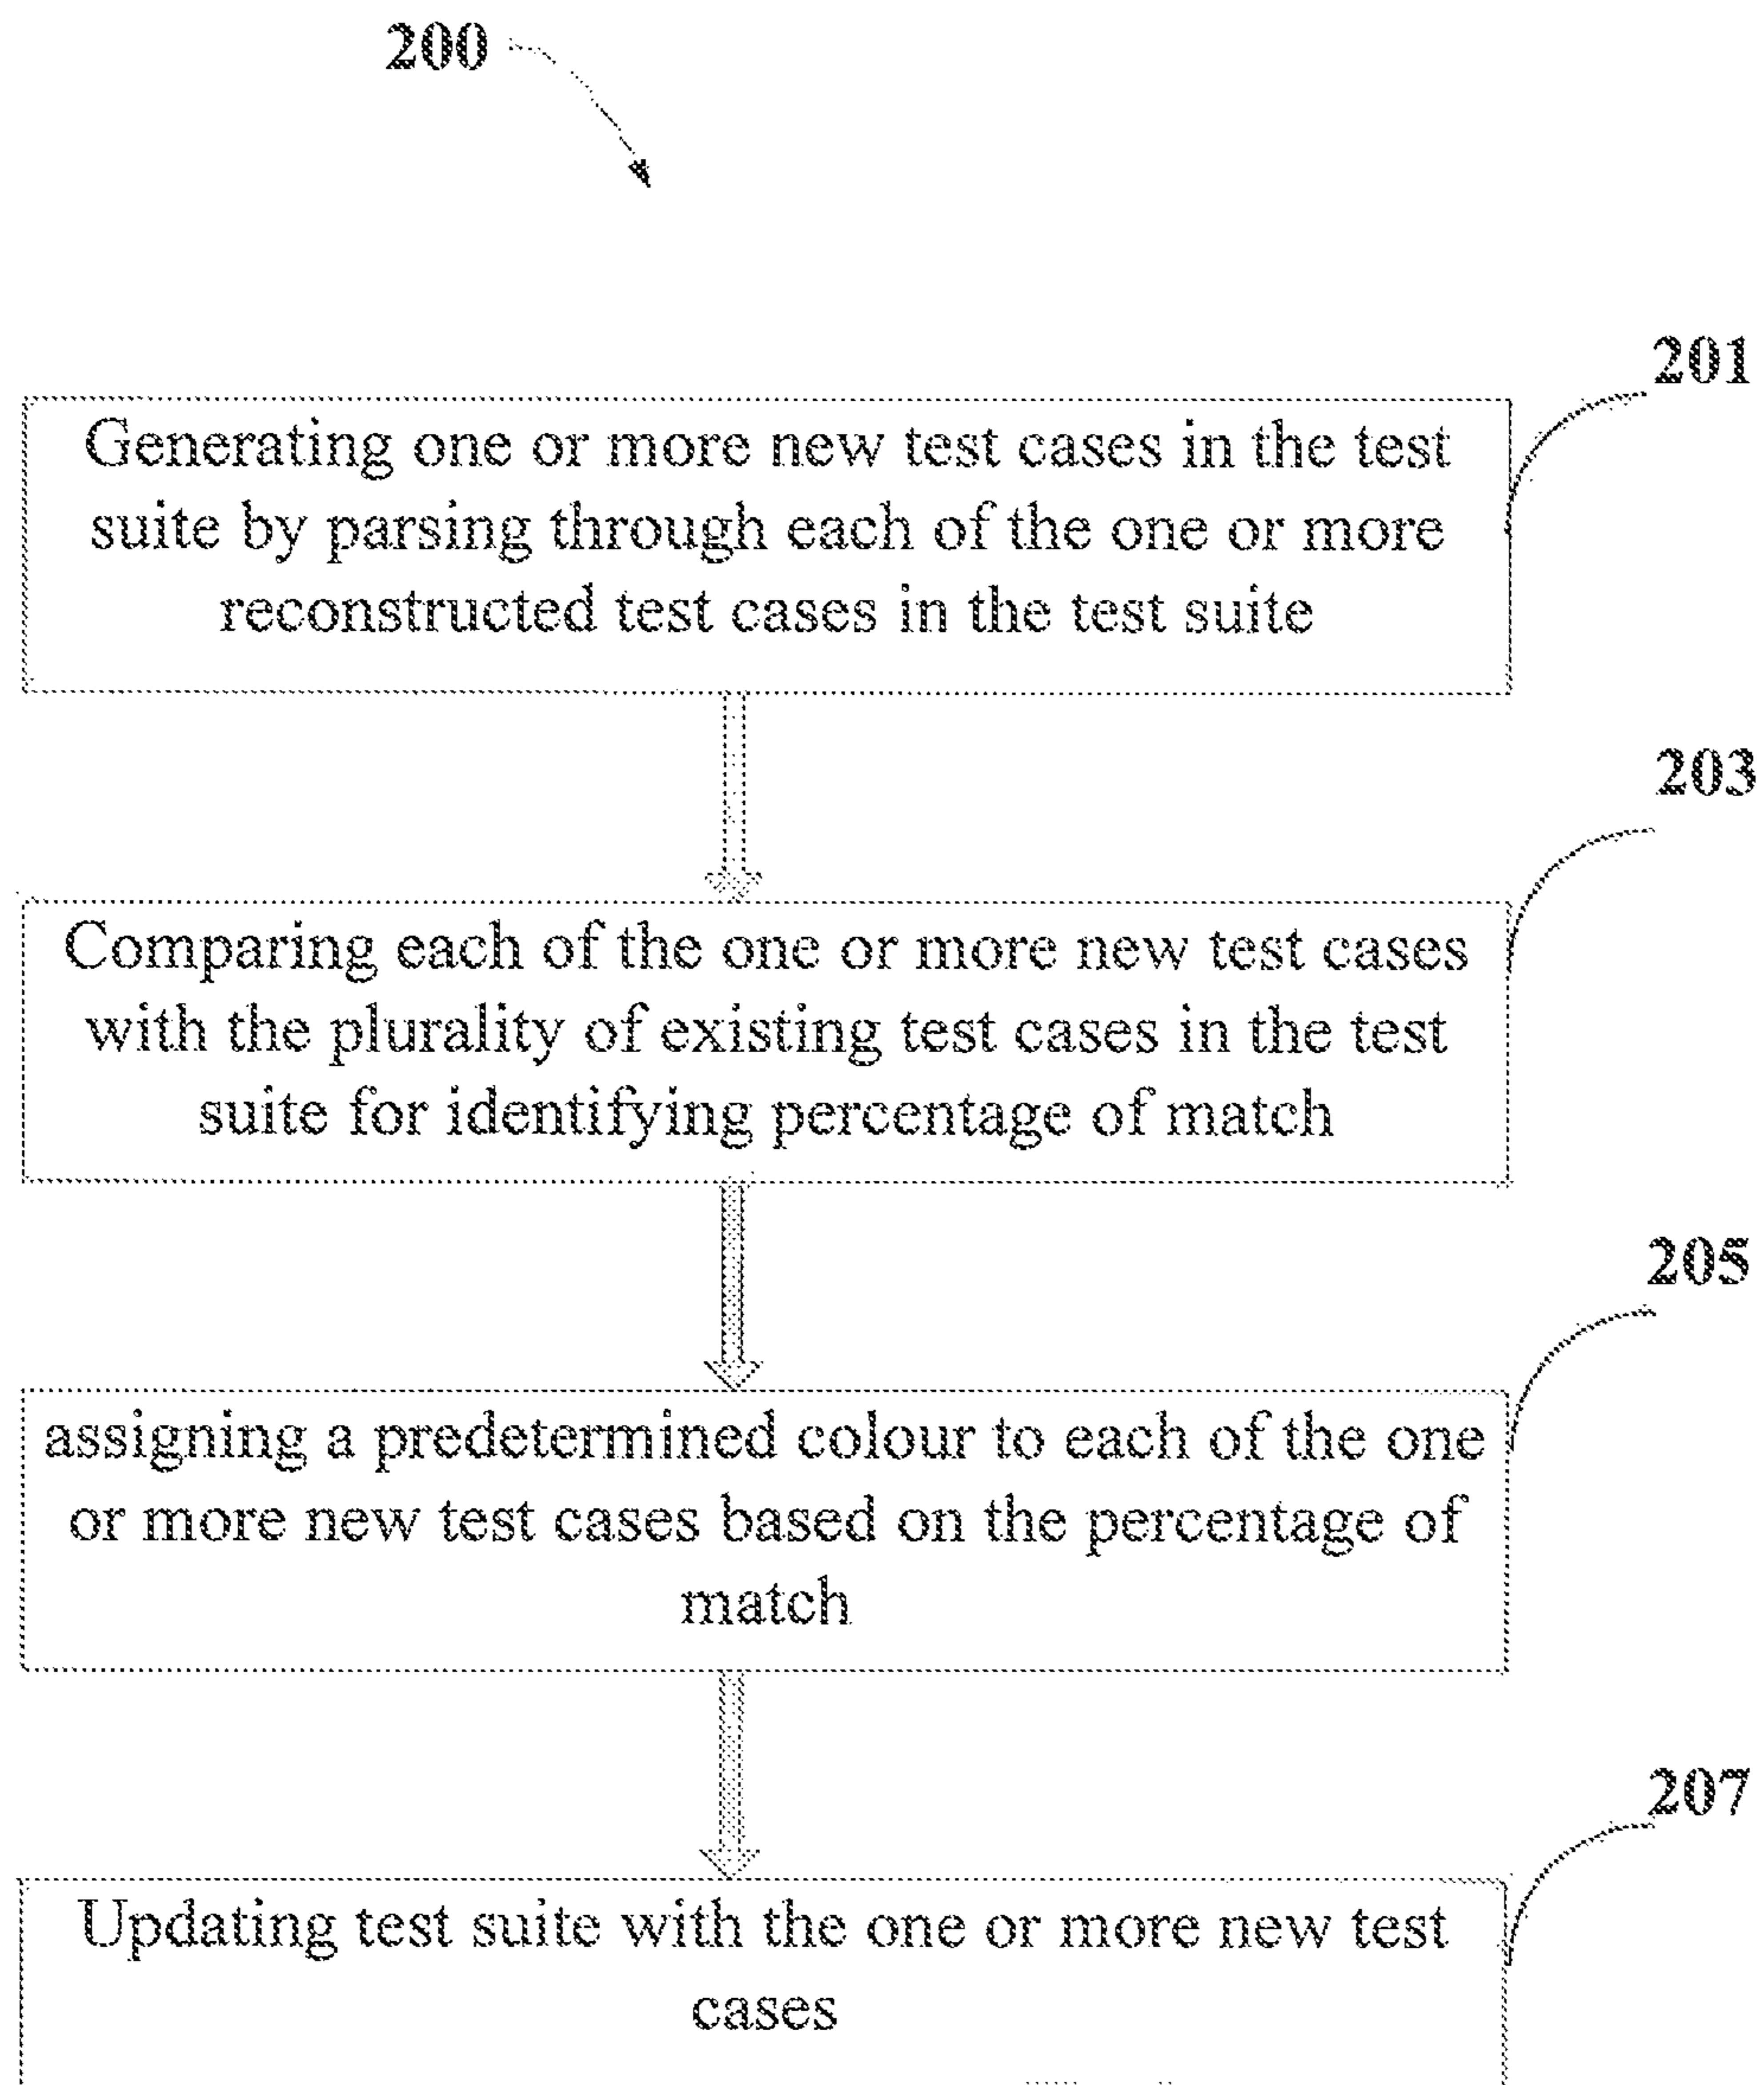 200
201
Generating one or more new test cases in the test
suite by parsing through each of the one or more
reconstructed test cases in the test suite
203
Comparing each of the one or more new test cases
with the plurality of existing test cases in the test
suite for identifying percentage of match
205
assigning a predetermined colour to each of the one
or more new test cases based on the percentage of
match
207
Updating test suite with the one or more new test
cases